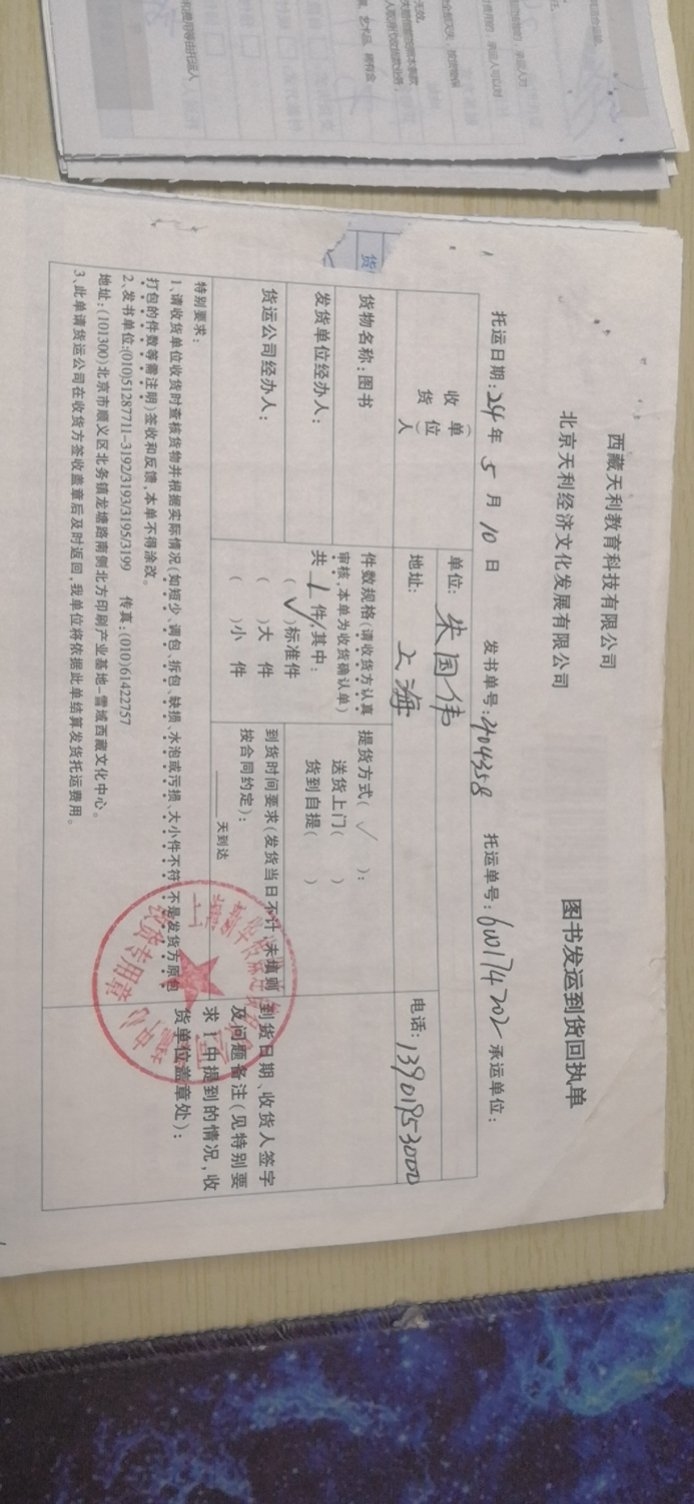 西藏天利教育科技有限公司
北京天利经济文化发展有限公司
图书发运到货回执单
托运日期:24年 5 月 10 日 发书单号:2404358 托运单号:600174202 承运单位:
收货(单位)人
单位: 朱国伟
地址: 上海
电话: 13901953000
货物名称:图书
发货单位经办人:
货运公司经办人:
件数规格(请收货方认真
审核,本单为收货确认单)
共 1 件,其中:
(✓)标准件
( )大 件
( )小 件
提货方式(✓):
送货上门( )
货到自提( )
到货时间要求(发货当日不计,未填则
按合同约定):
____天到达
到货日期、收货人签字
及问题备注(见特别要
求1中提到的情况,收
货单位盖章处):
特别要求:
1、请收货单位收货时查核货物并根据实际情况(如短少、调包、拆包、缺损、水泡或污损、大小件不符,不是发货方原包
打包的件数等需注明)签收和反馈,本单不得涂改。
2、发书单位:(010)51287711-3192/3193/3195/3199 传真:(010)61422757
地址:(101300)北京市顺义区北务镇龙塘路南侧北方印刷产业基地-雪域西藏文化中心。
3、此单请货运公司在收货方签收盖章后及时返回,我单位将依据此单结算发货托运费用。
货